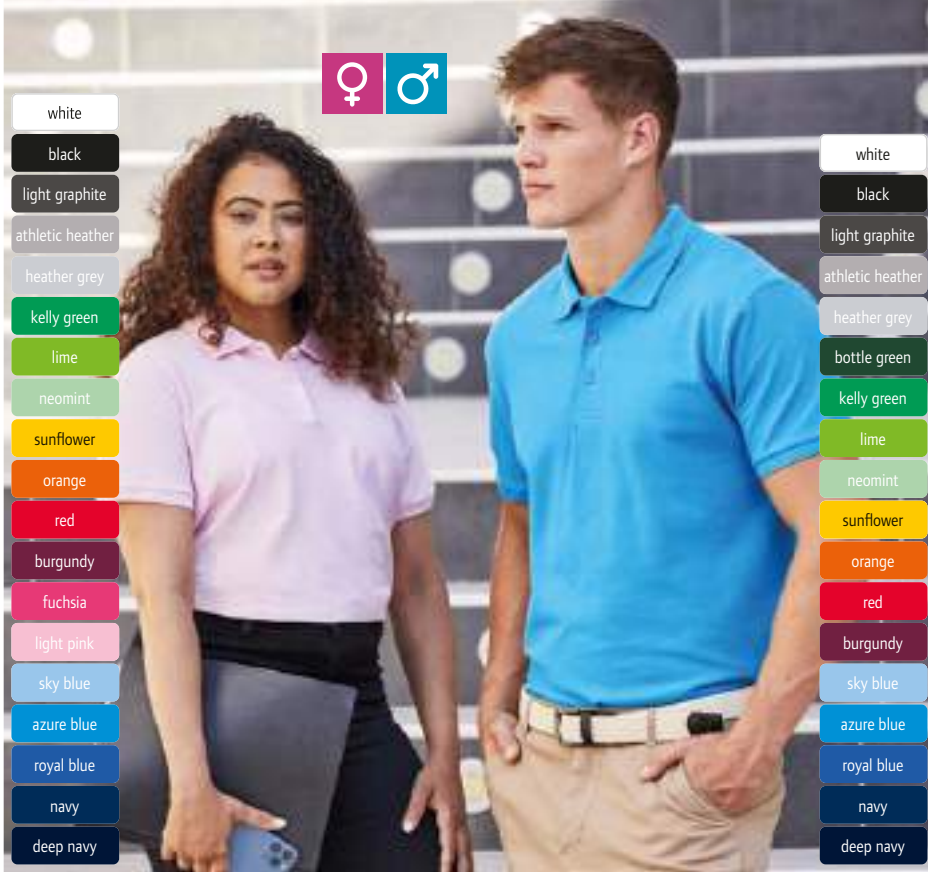 white
black
light graphite
athletic heather
heather grey
kelly green
lime
neomint
sunflower
orange
red
burgundy
fuchsia
light pink
sky blue
azure blue
royal blue
navy
deep navy
white
black
light graphite
athletic heather
heather grey
bottle green
kelly green
lime
neomint
sunflower
orange
red
burgundy
sky blue
azure blue
royal blue
navy
deep navy